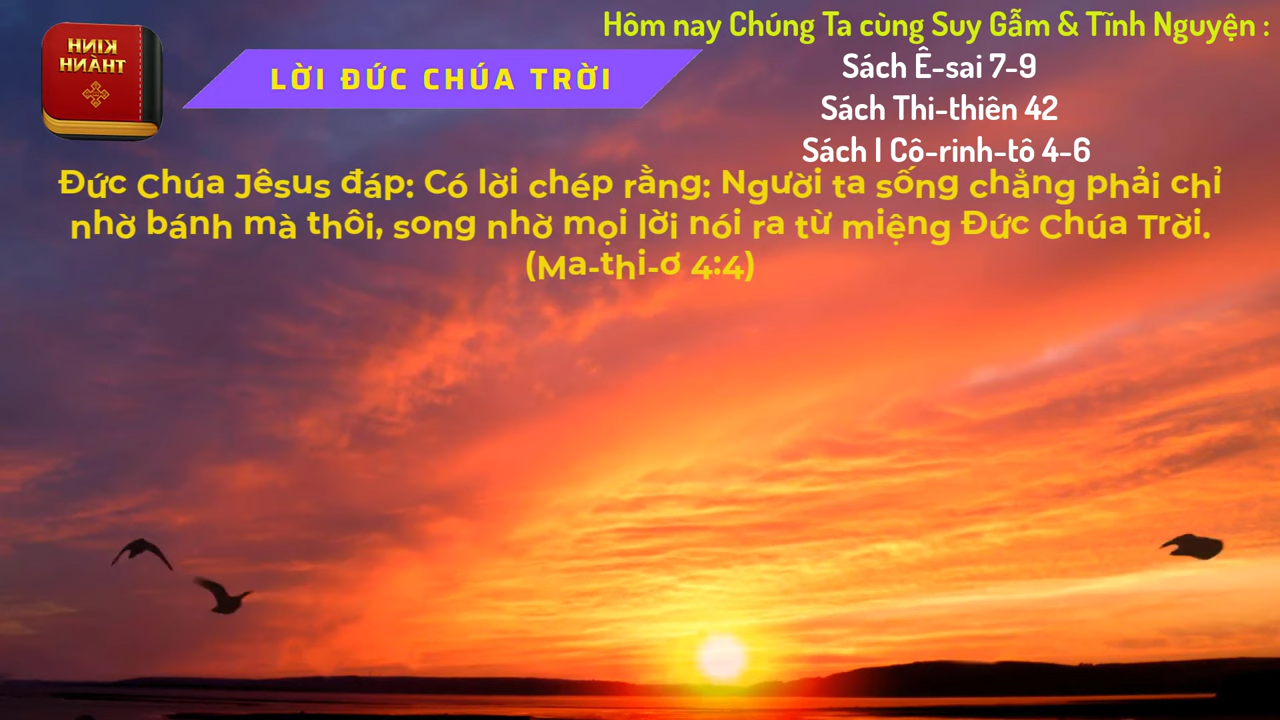 KINH
THÁNH
LỜI ĐỨC CHÚA TRỜI
Hôm nay Chúng Ta cùng Suy Gẫm & Tĩnh Nguyện :
Sách Ê-sai 7-9
Sách Thi-thiên 42
Sách I Cô-rinh-tô 4-6
Đức Chúa Jêsus đáp: Có lời chép rằng: Người ta sống chẳng phải chỉ
nhờ bánh mà thôi, song nhờ mọi lời nói ra từ miệng Đức Chúa Trời.
(Ma-thi-ơ 4:4)